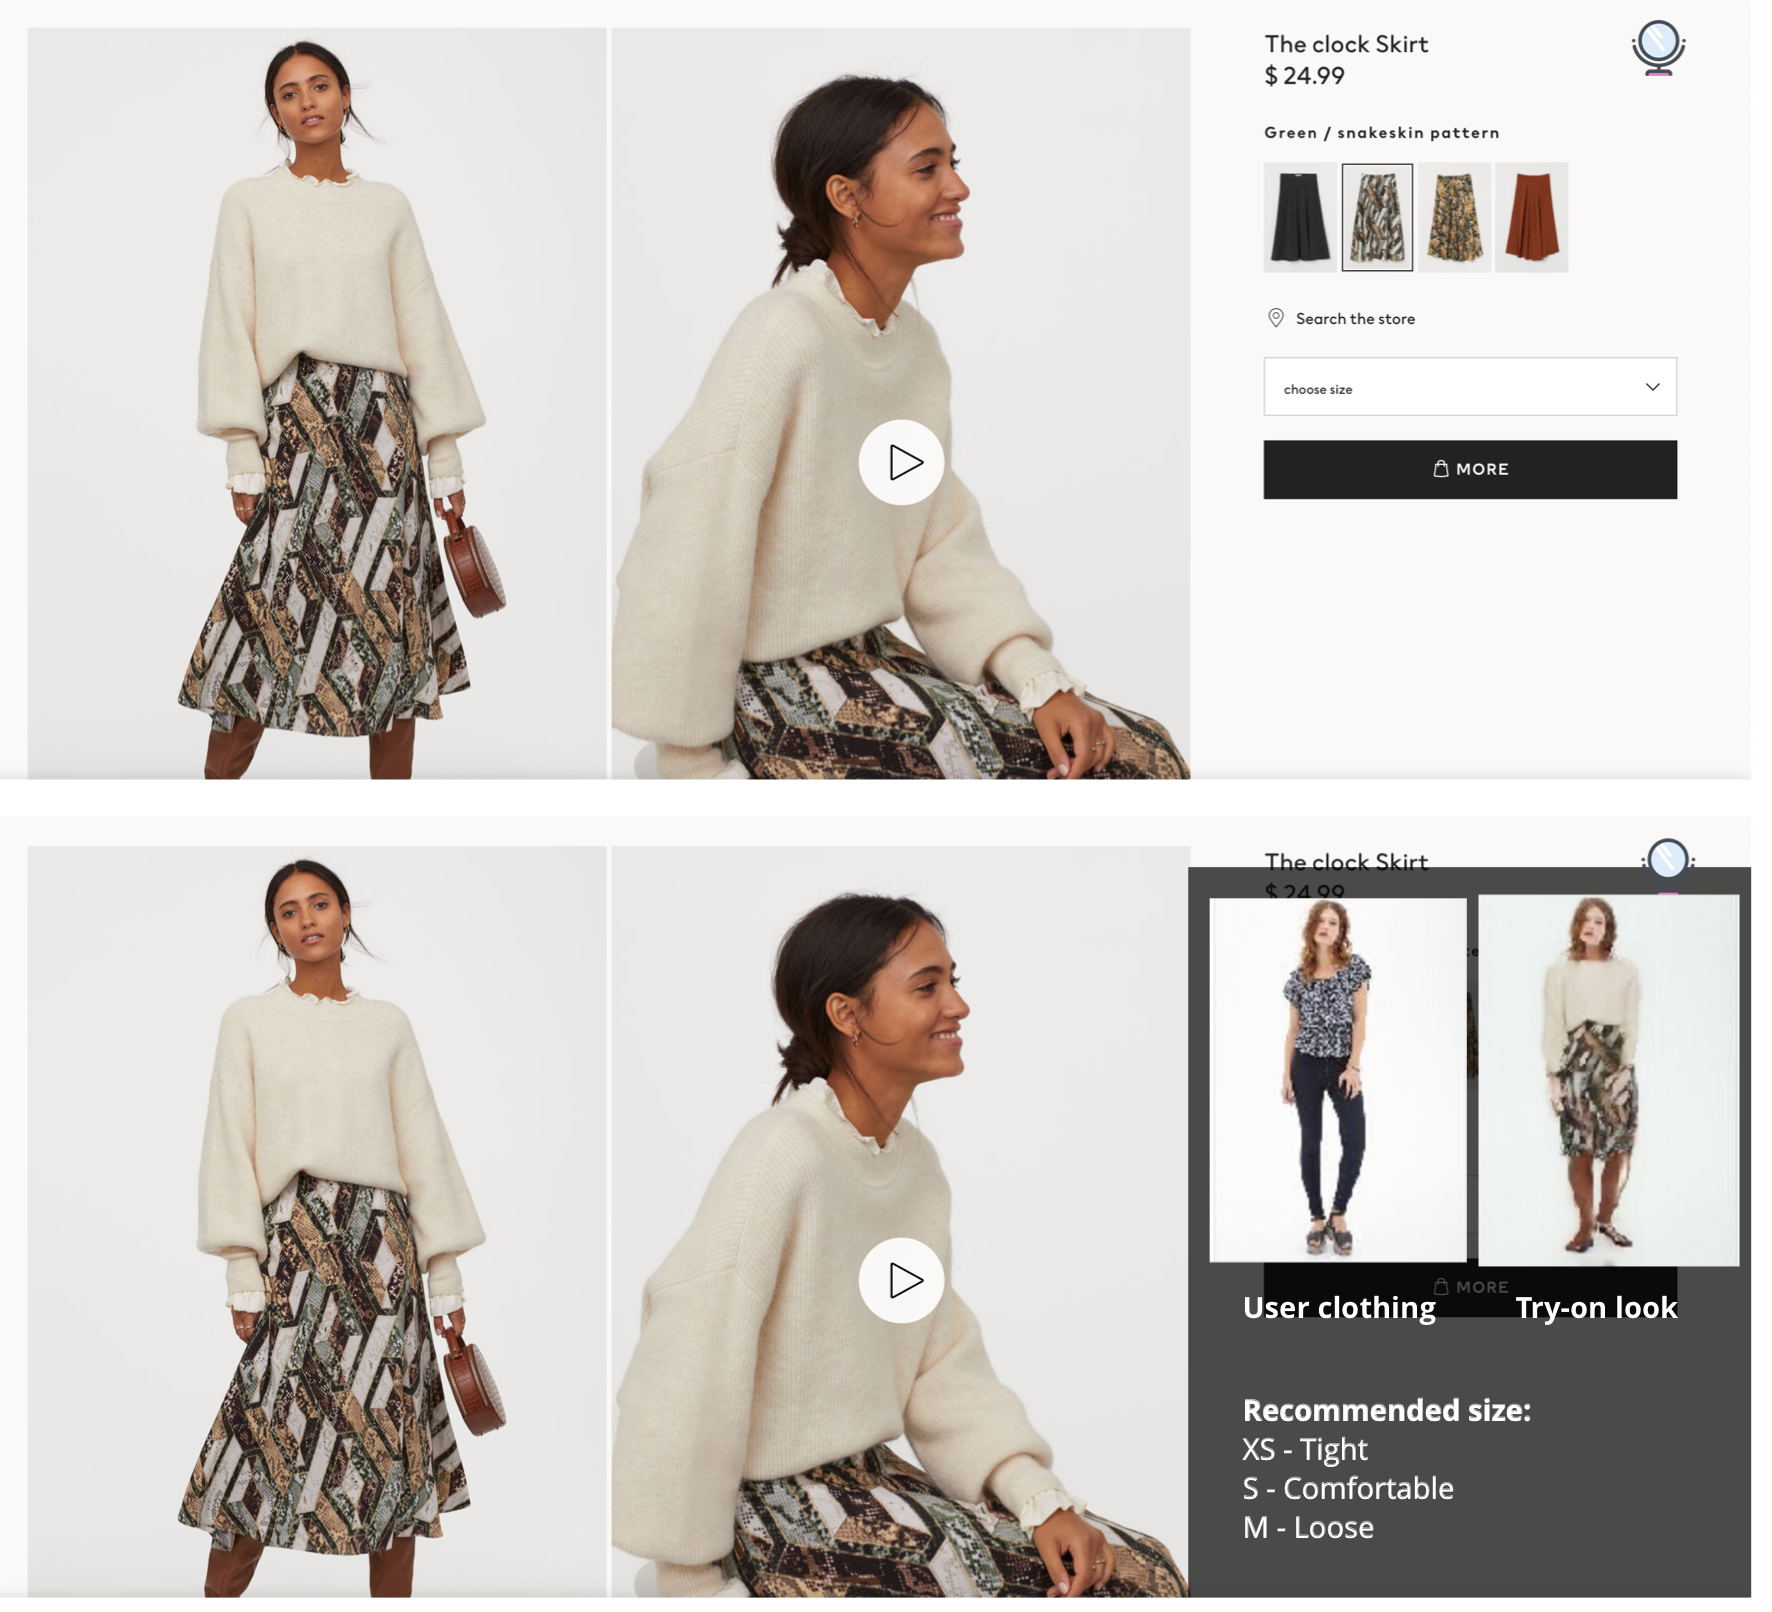 The clock Skirt
$ 24.99
Green / snakeskin pattern
Search the store
choose size
MORE
The clock Skirt
$ 24.99
MORE
User clothing
Try-on look
Recommended size:
XS - Tight
S - Comfortable
M - Loose